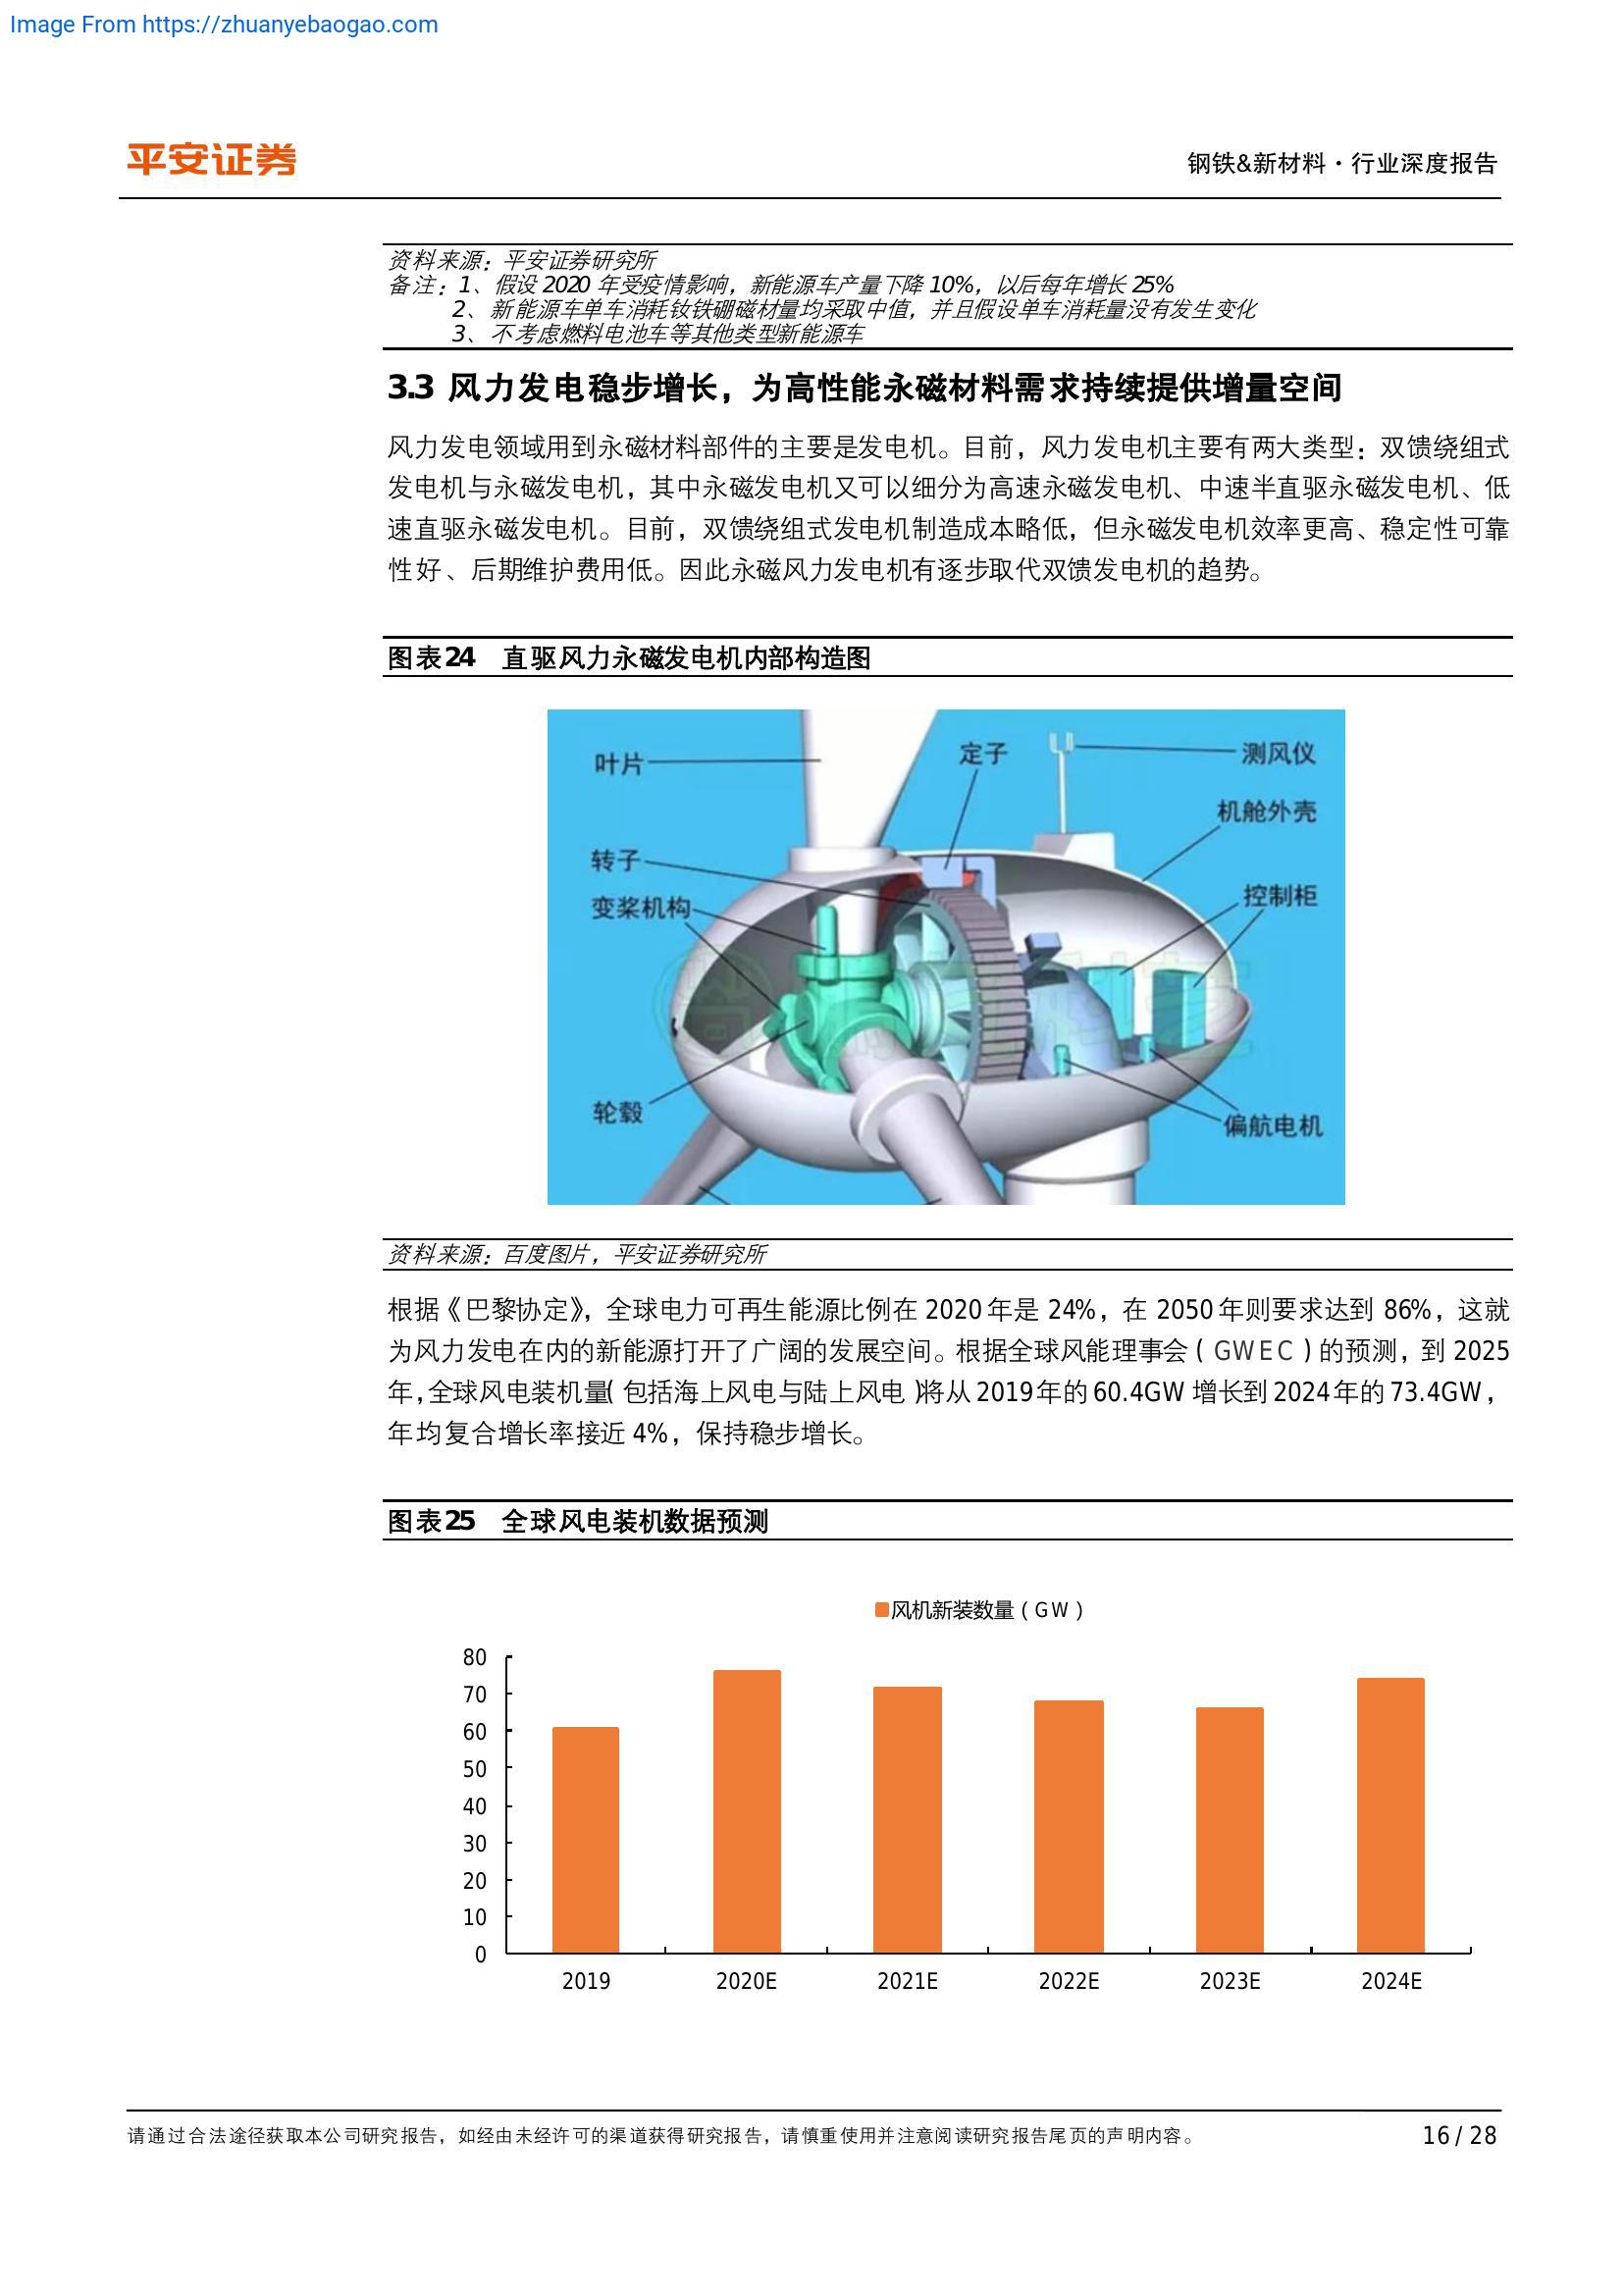 Image From https://zhuanyebaogao.com
平安证券
钢铁&新材料·行业深度报告
资料来源：平安证券研究所
备注：1、假设 2020 年受疫情影响，新能源车产量下降 10%，以后每年增长 25%
2、新能源车单车消耗钕铁硼磁材量均采取中值，并且假设单车消耗量没有发生变化
3、不考虑燃料电池车等其他类型新能源车
3.3 风力发电稳步增长，为高性能永磁材料需求持续提供增量空间
风力发电领域用到永磁材料部件的主要是发电机。目前，风力发电机主要有两大类型：双馈绕组式
发电机与永磁发电机，其中永磁发电机又可以细分为高速永磁发电机、中速半直驱永磁发电机、低
速直驱永磁发电机。目前，双馈绕组式发电机制造成本略低，但永磁发电机效率更高、稳定性可靠
性好、后期维护费用低。因此永磁风力发电机有逐步取代双馈发电机的趋势。
图表24 直驱风力永磁发电机内部构造图
叶片
定子
测风仪
机舱外壳
转子
控制柜
变桨机构
轮毂
偏航电机
资料来源：百度图片，平安证券研究所
根据《巴黎协定》，全球电力可再生能源比例在 2020 年是 24%，在 2050 年则要求达到 86%，这就
为风力发电在内的新能源打开了广阔的发展空间。根据全球风能理事会（GWEC）的预测，到 2025
年，全球风电装机量（包括海上风电与陆上风电）将从 2019 年的 60.4GW 增长到 2024 年的 73.4GW，
年均复合增长率接近 4%，保持稳步增长。
图表25 全球风电装机数据预测
风机新装数量（GW）
80
70
60
50
40
30
20
10
0
2019 2020E 2021E 2022E 2023E 2024E
请通过合法途径获取本公司研究报告，如经由未经许可的渠道获得研究报告，请慎重使用并注意阅读研究报告尾页的声明内容。
16 / 28